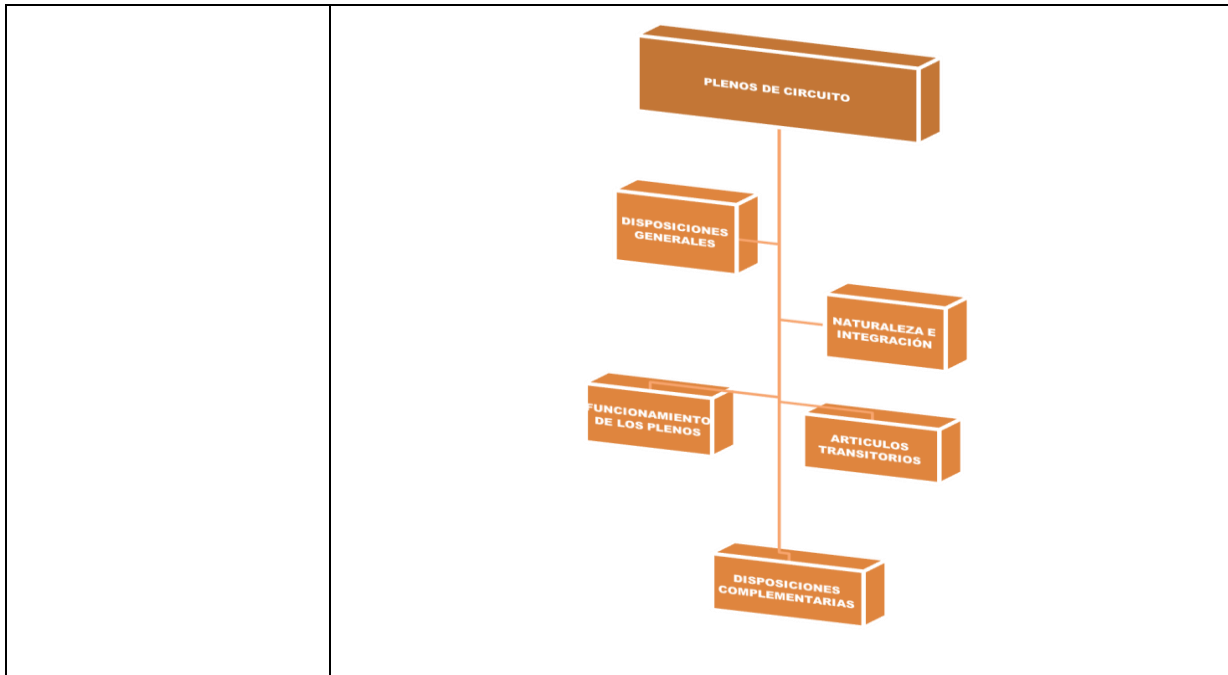 PLENOS DE CIRCUITO
DISPOSICIONES
GENERALES
NATURALEZA E
INTEGRACIÓN
FUNCIONAMIENTO
DE LOS PLENOS
ARTICULOS
TRANSITORIOS
DISPOSICIONES
COMPLEMENTARIAS